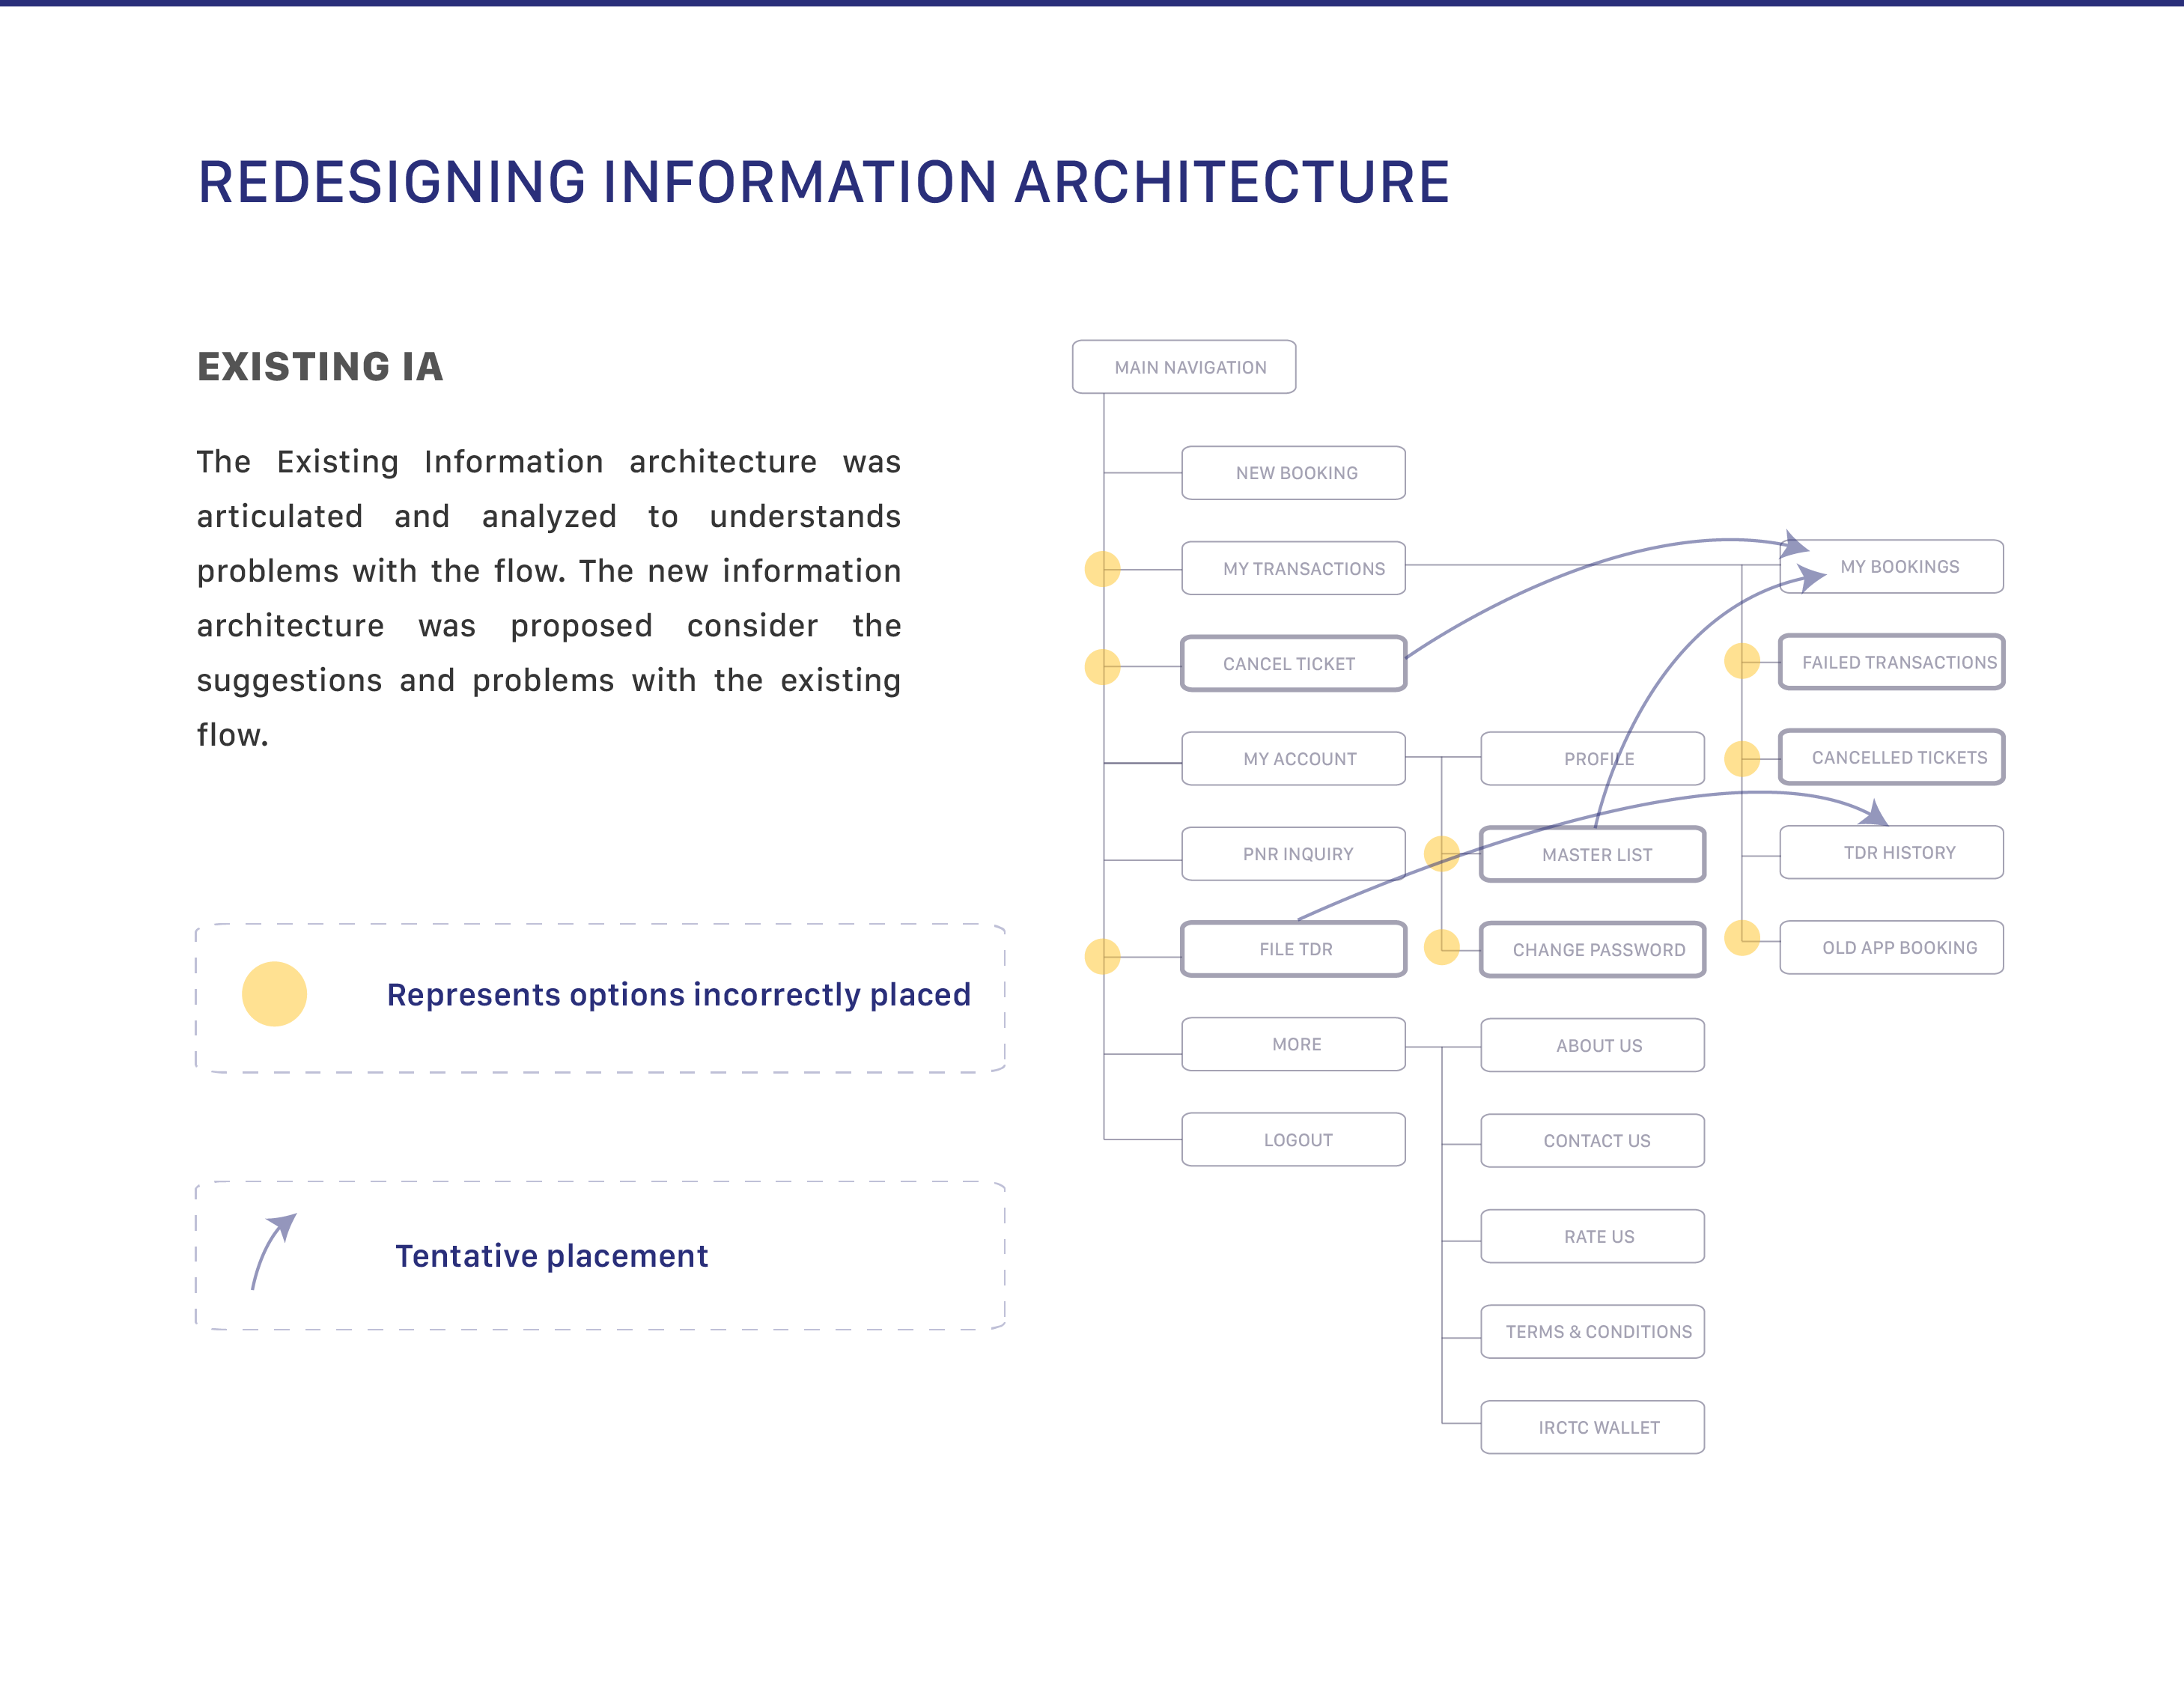 REDESIGNING INFORMATION ARCHITECTURE
EXISTING IA
The Existing Information architecture was
articulated and analyzed to understands
problems with the flow. The new information
architecture was proposed consider the
suggestions and problems with the existing
flow.
Represents options incorrectly placed
Tentative placement
MAIN NAVIGATION
NEW BOOKING
MY TRANSACTIONS
CANCEL TICKET
MY ACCOUNT
PNR INQUIRY
FILE TDR
MORE
LOGOUT
PROFILE
MASTER LIST
CHANGE PASSWORD
ABOUT US
CONTACT US
RATE US
TERMS & CONDITIONS
IRCTC WALLET
MY BOOKINGS
FAILED TRANSACTIONS
CANCELLED TICKETS
TDR HISTORY
OLD APP BOOKING